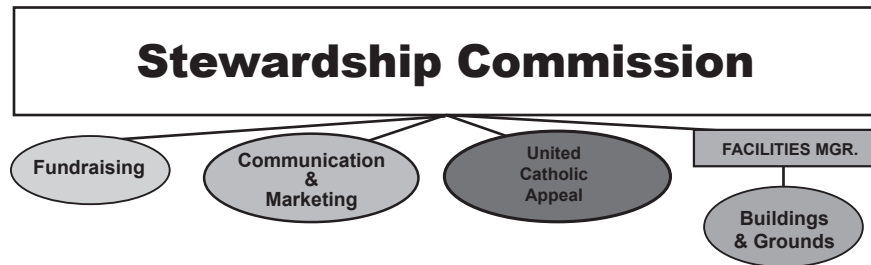 Stewardship Commission
Fundraising
Communication
&
Marketing
United
Catholic
Appeal
FACILITIES MGR.
Buildings
& Grounds